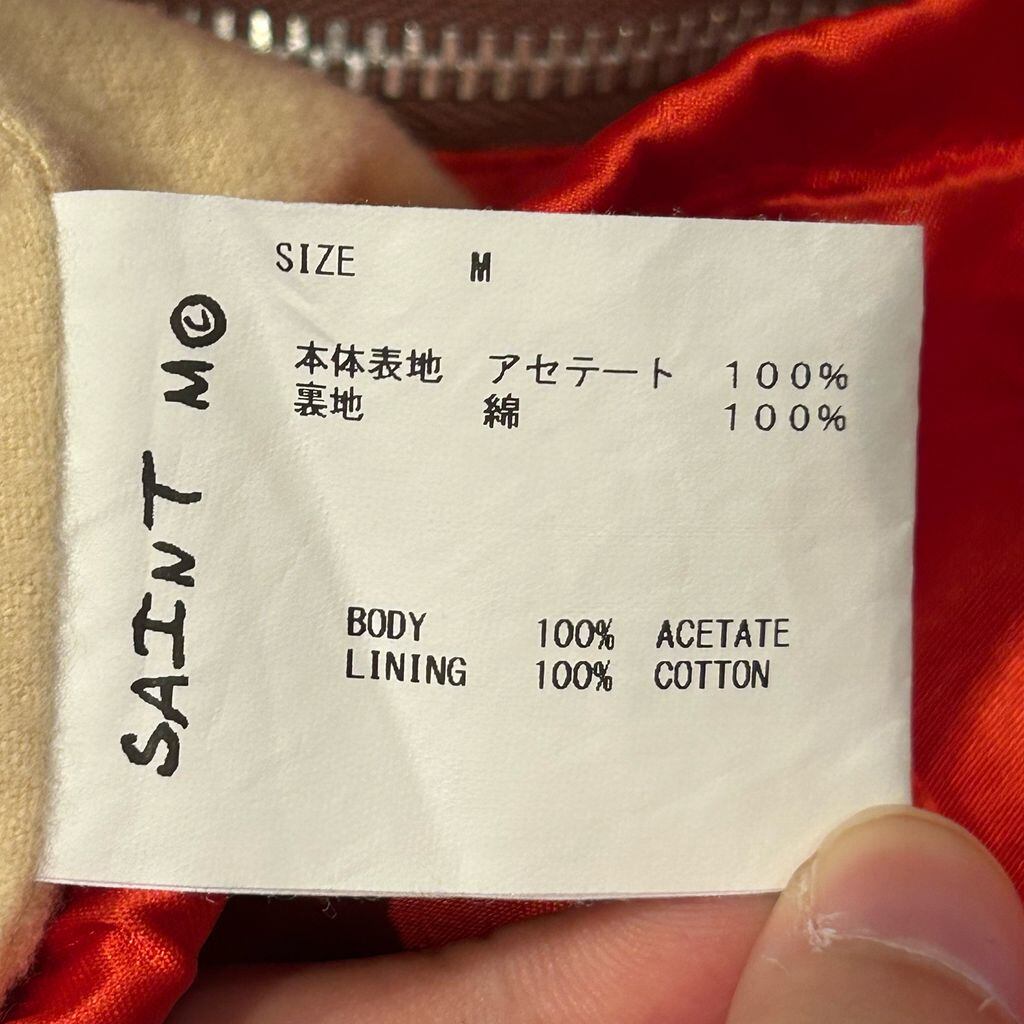 SIZE M
本体表地 アセテート 100%
裏地 綿 100%
BODY 100% ACETATE
LINING 100% COTTON
SAINT M©